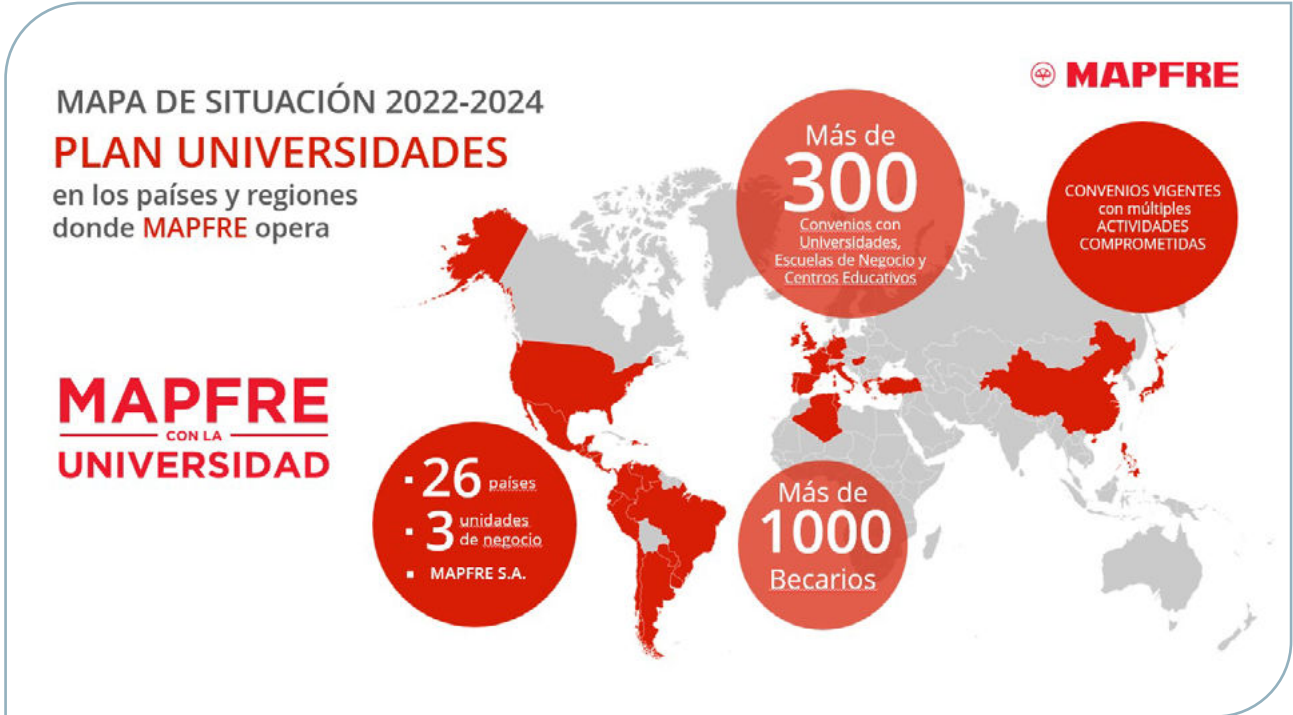 MAPA DE SITUACIÓN 2022-2024
PLAN UNIVERSIDADES
en los países y regiones
donde MAPFRE opera
MAPFRE
Más de
300
Convenios con
Universidades,
Escuelas de Negocio y
Centros Educativos
CONVENIOS VIGENTES
con múltiples
ACTIVIDADES
COMPROMETIDAS
MAPFRE
CON LA
UNIVERSIDAD
▪ 26 países
▪ 3 unidades
de negocio
▪ MAPFRE S.A.
Más de
1000
Becarios